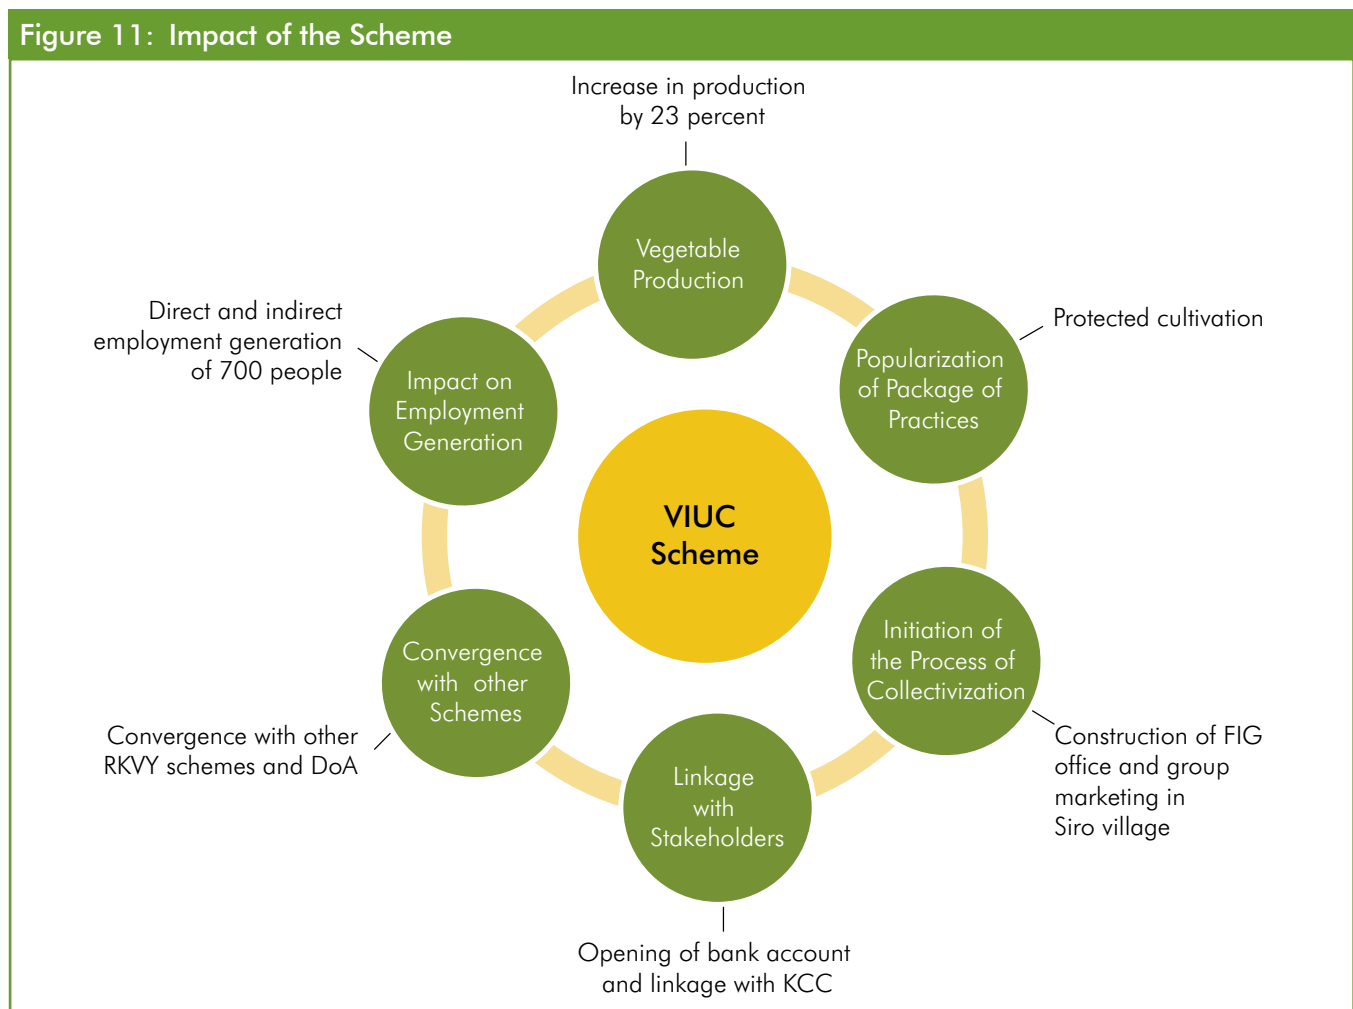 Figure 11: Impact of the Scheme
Increase in production
by 23 percent
Vegetable
Production
Protected cultivation
Popularization
of Package of
Practices
Initiation of
the Process of
Collectivization
Construction of FIG
office and group
marketing in
Siro village
Linkage
with
Stakeholders
Opening of bank account
and linkage with KCC
Convergence
with other
Schemes
Convergence with other
RKVY schemes and DoA
Impact on
Employment
Generation
Direct and indirect
employment generation
of 700 people
VIUC
Scheme